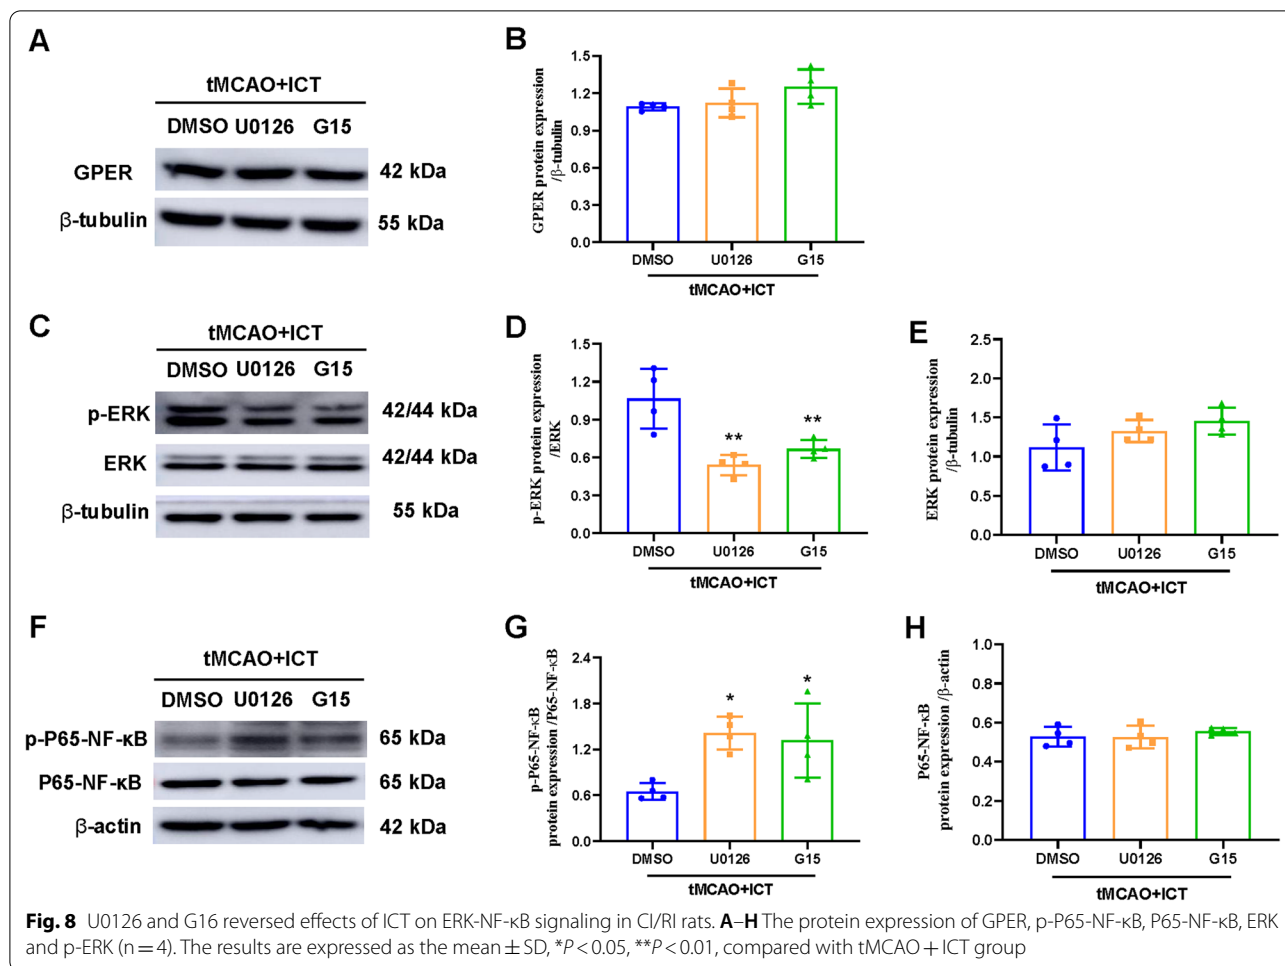 A
tMCAO+ICT
DMSO U0126 G15
GPER 42 kDa
β-tubulin 55 kDa
B
GPER protein expression
/β-tubulin
1.5
1.2
0.9
0.6
0.3
0.0
DMSO U0126 G15
tMCAO+ICT
C
tMCAO+ICT
DMSO U0126 G15
p-ERK 42/44 kDa
ERK 42/44 kDa
β-tubulin 55 kDa
D
p-ERK protein expression
/ERK
1.5
1.2
0.9
0.6
0.3
0.0
** **
DMSO U0126 G15
tMCAO+ICT
E
ERK protein expression
/β-tubulin
2.5
2.0
1.5
1.0
0.5
0.0
DMSO U0126 G15
tMCAO+ICT
F
tMCAO+ICT
DMSO U0126 G15
p-P65-NF-κB 65 kDa
P65-NF-κB 65 kDa
β-actin 42 kDa
G
p-P65-NF-κB
protein expression /P65-NF-κB
2.4
1.8
1.2
0.6
0.0
* *
DMSO U0126 G15
tMCAO+ICT
H
P65-NF-κB
protein expression /β-actin
1.0
0.8
0.6
0.4
0.2
0.0
DMSO U0126 G15
tMCAO+ICT
Fig. 8 U0126 and G16 reversed effects of ICT on ERK-NF-κB signaling in CI/RI rats. A–H The protein expression of GPER, p-P65-NF-κB, P65-NF-κB, ERK
and p-ERK (n = 4). The results are expressed as the mean ± SD, *P < 0.05, **P < 0.01, compared with tMCAO + ICT group